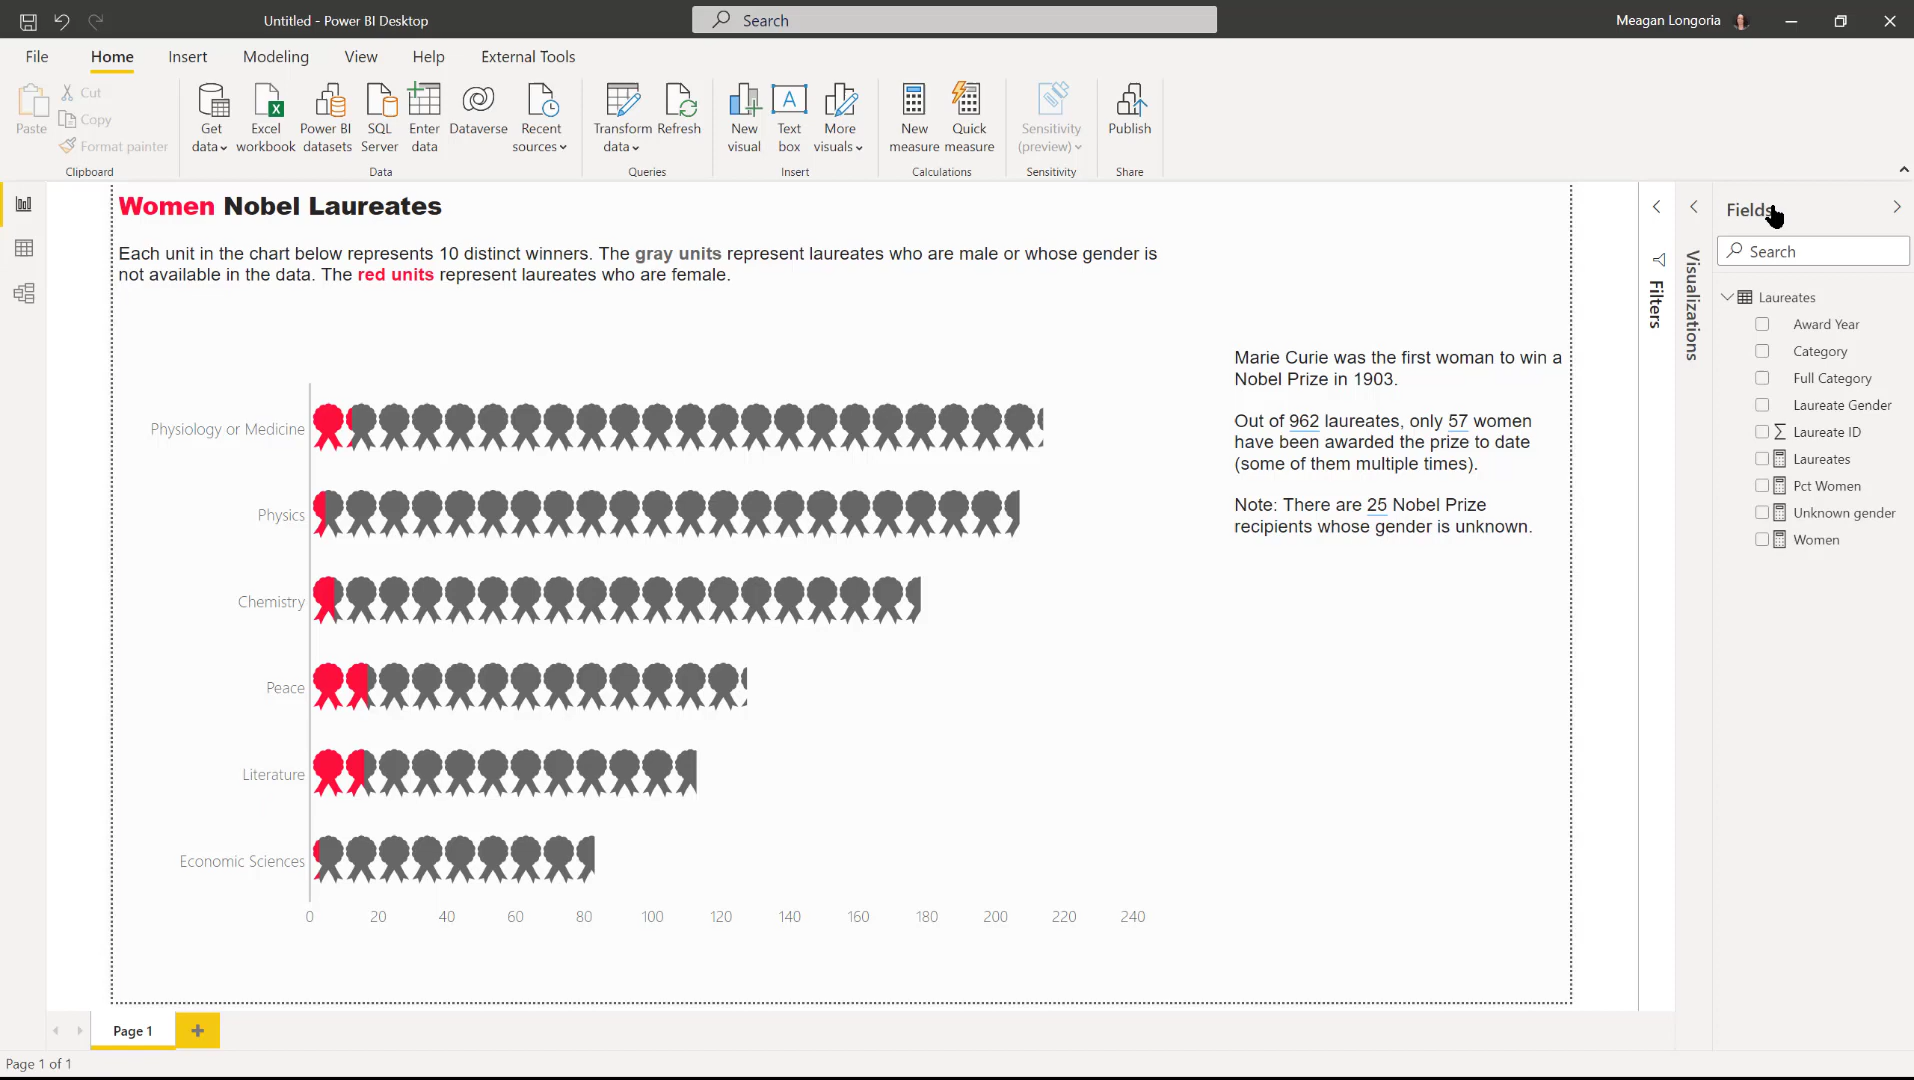 Untitled - Power BI Desktop
Search
Meagan Longoria
File
Home
Insert
Modeling
View
Help
External Tools
Paste
Cut
Copy
Format painter
Clipboard
Get data
Excel workbook
Power BI datasets
SQL Server
Enter data
Dataverse
Recent sources
Data
Transform data
Refresh
Queries
New visual
Text box
More visuals
Insert
New measure
Quick measure
Calculations
Sensitivity (preview)
Sensitivity
Publish
Share
Women Nobel Laureates
Each unit in the chart below represents 10 distinct winners. The gray units represent laureates who are male or whose gender is
not available in the data. The red units represent laureates who are female.
Physiology or Medicine
Physics
Chemistry
Peace
Literature
Economic Sciences
0 20 40 60 80 100 120 140 160 180 200 220 240
Marie Curie was the first woman to win a
Nobel Prize in 1903.
Out of 962 laureates, only 57 women
have been awarded the prize to date
(some of them multiple times).
Note: There are 25 Nobel Prize
recipients whose gender is unknown.
Filters
Visualizations
Fields
Search
Laureates
Award Year
Category
Full Category
Laureate Gender
Laureate ID
Laureates
Pct Women
Unknown gender
Women
Page 1
Page 1 of 1